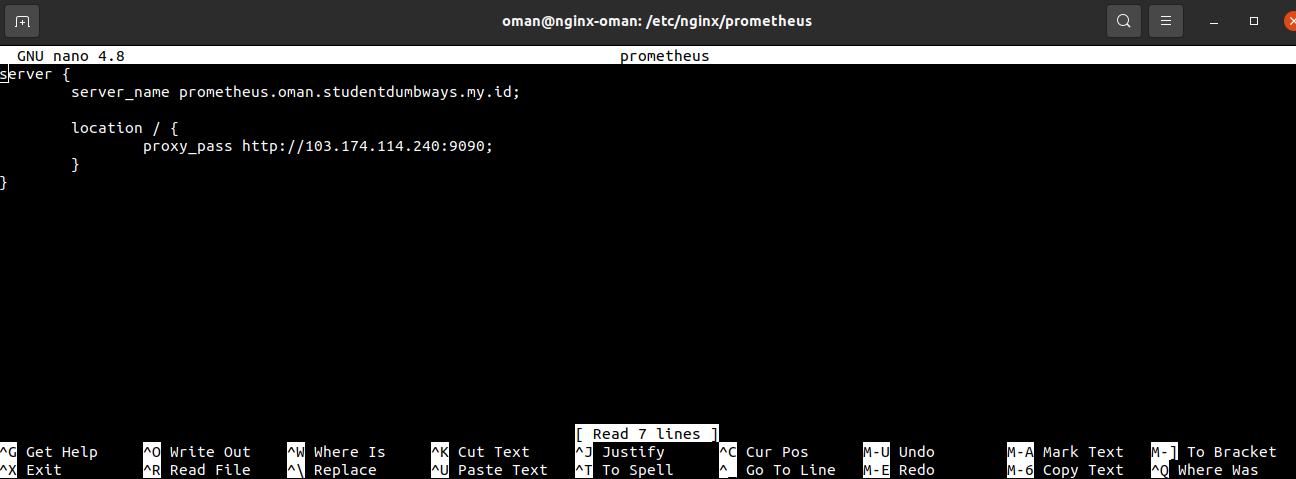 oman@nginx-oman: /etc/nginx/prometheus
GNU nano 4.8 prometheus
server {
server_name prometheus.oman.studentdumbways.my.id;
location / {
proxy_pass http://103.174.114.240:9090;
}
}
[ Read 7 lines ]
^G Get Help ^O Write Out ^W Where Is ^K Cut Text ^J Justify ^C Cur Pos M-U Undo M-A Mark Text M-] To Bracket
^X Exit ^R Read File ^\ Replace ^U Paste Text ^T To Spell ^_ Go To Line M-E Redo M-6 Copy Text ^Q Where Was